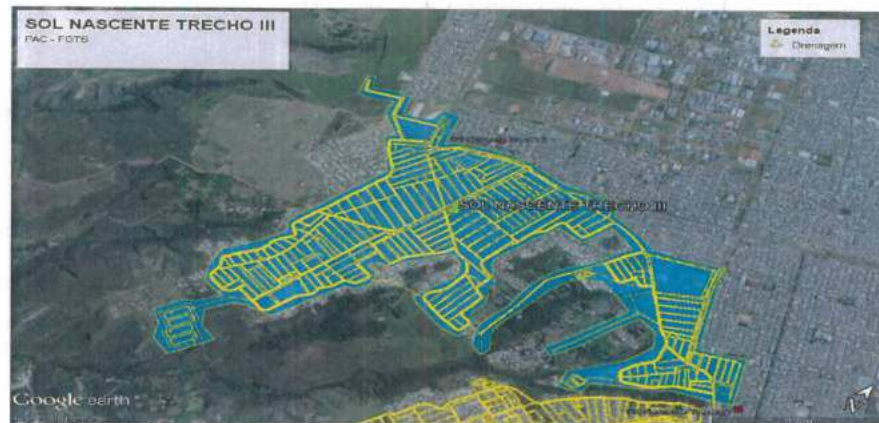 SOL NASCENTE TRECHO III
PAC - FGTS
Legenda
Drenagem
SOL NASCENTE TRECHO III
Google earth
N